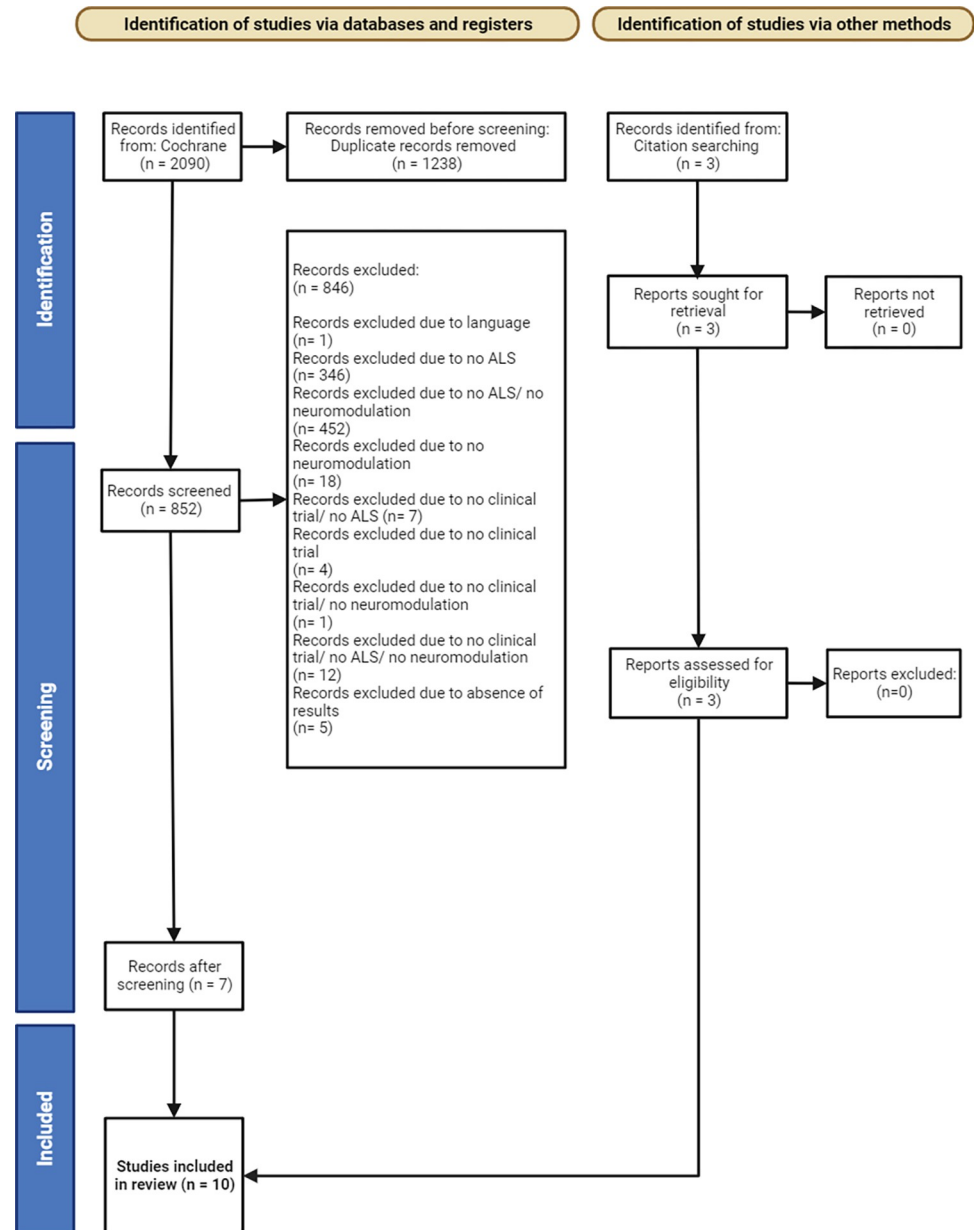 Identification of studies via databases and registers
Identification of studies via other methods
Identification
Records identified
from: Cochrane
(n = 2090)
Records removed before screening:
Duplicate records removed
(n = 1238)
Records identified from:
Citation searching
(n = 3)
Records excluded:
(n = 846)
Records excluded due to language
(n= 1)
Records excluded due to no ALS
(n= 346)
Records excluded due to no ALS/ no
neuromodulation
(n= 452)
Records excluded due to no
neuromodulation
(n= 18)
Records excluded due to no clinical
trial/ no ALS (n= 7)
Records excluded due to no clinical
trial
(n= 4)
Records excluded due to no clinical
trial/ no neuromodulation
(n= 1)
Records excluded due to no clinical
trial/ no ALS/ no neuromodulation
(n= 12)
Records excluded due to absence of
results
(n= 5)
Reports sought for
retrieval
(n = 3)
Reports not
retrieved
(n = 0)
Screening
Records screened
(n = 852)
Reports assessed for
eligibility
(n = 3)
Reports excluded:
(n=0)
Records after
screening (n = 7)
Included
Studies included
in review (n = 10)